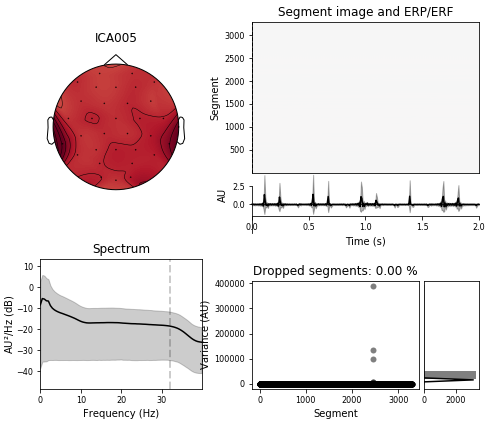 ICA005
Segment image and ERP/ERF
Segment
3000
2500
2000
1500
1000
500
AU
2.5
0.0
0.0 0.5 1.0 1.5 2.0
Time (s)
Spectrum
AU²/Hz (dB)
10
0
−10
−20
−30
−40
0 10 20 30
Frequency (Hz)
Dropped segments: 0.00 %
Variance (AU)
400000
300000
200000
100000
0
0 1000 2000 3000
Segment
0 2000